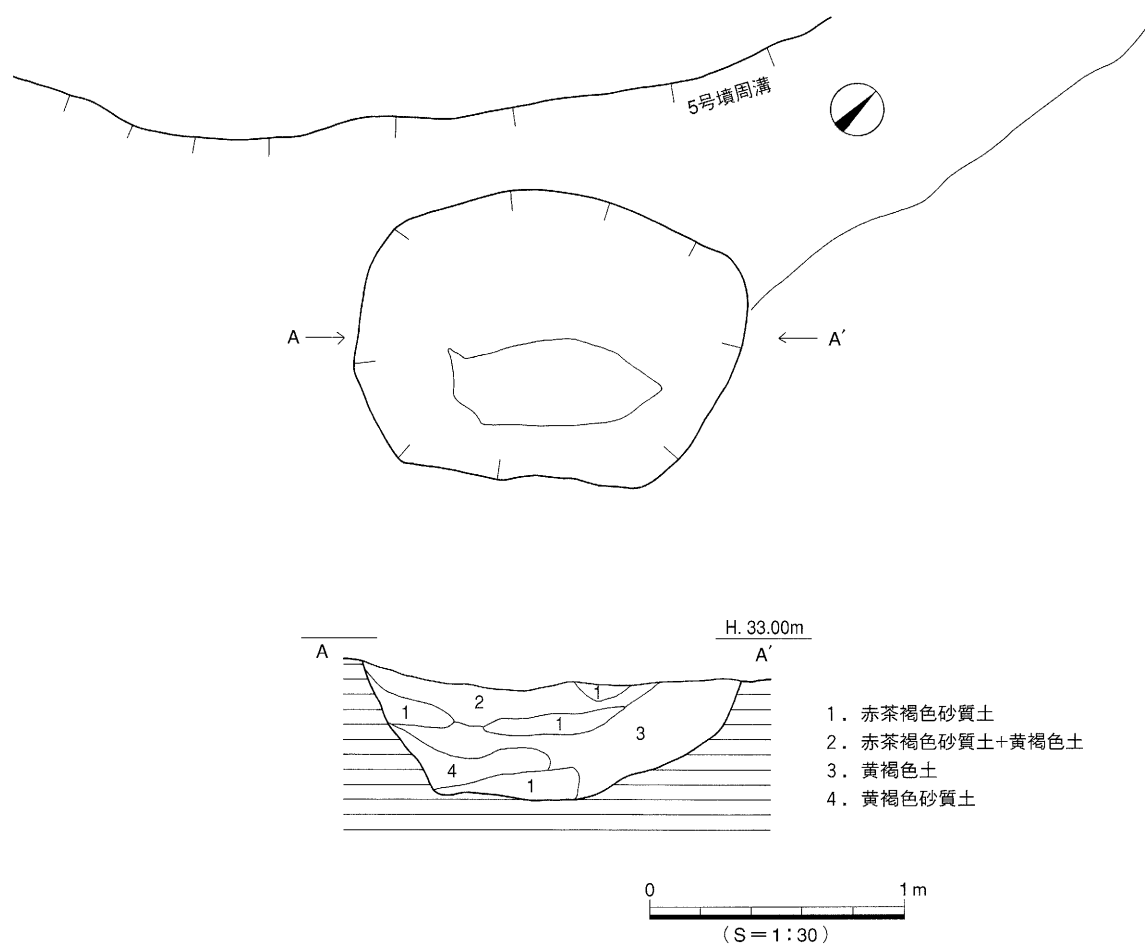 5号墳周溝
A
A′
H. 33.00m
A
A′
1
2
1
1
3
4
1
1．赤茶褐色砂質土
2．赤茶褐色砂質土+黄褐色土
3．黄褐色土
4．黄褐色砂質土
0
1 m
(S＝1：30)